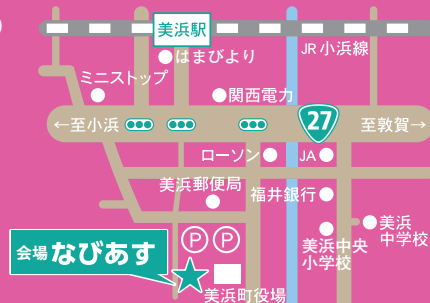 美浜駅
JR小浜線
はまびより
ミニストップ
関西電力
←至小浜
27
至敦賀→
ローソン
JA
美浜郵便局
福井銀行
美浜
中学校
美浜中央
小学校
P P
会場 なびあす
美浜町役場